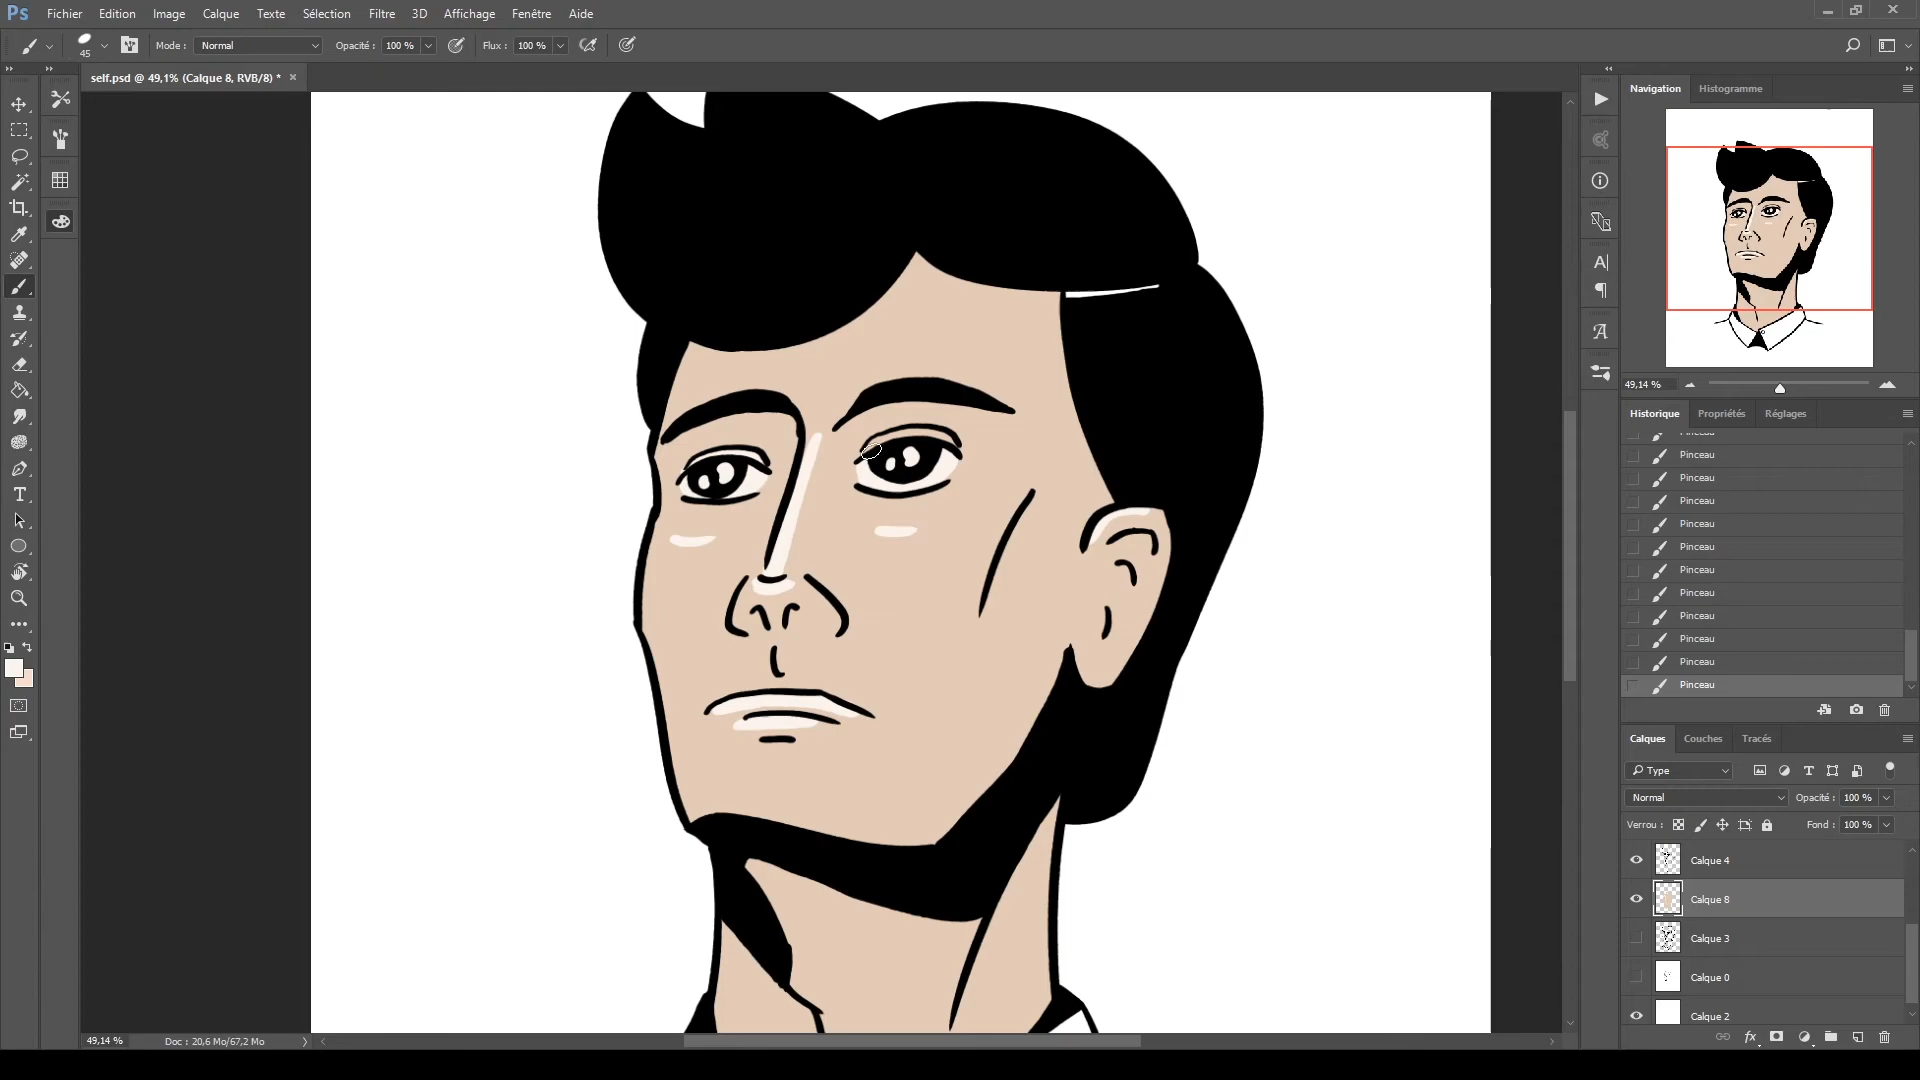 Ps Fichier Edition Image Calque Texte Sélection Filtre 3D Affichage Fenêtre Aide
45 Mode : Normal Opacité : 100 % Flux : 100 %
self.psd @ 49,1% (Calque 8, RVB/8) *
Navigation Histogramme
49,14 %
Historique Propriétés Réglages
Pinceau
Pinceau
Pinceau
Pinceau
Pinceau
Pinceau
Pinceau
Pinceau
Pinceau
Pinceau
Pinceau
Calques Couches Tracés
Type
Normal Opacité : 100 %
Verrou : Fond : 100 %
Calque 4
Calque 8
Calque 3
Calque 0
Calque 2
49,14 % Doc : 20,6 Mo/67,2 Mo